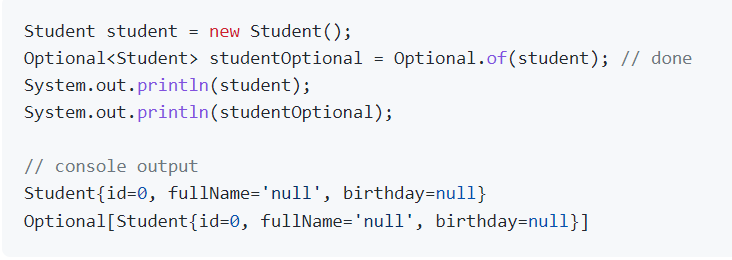 Student student = new Student();
Optional<Student> studentOptional = Optional.of(student); // done
System.out.println(student);
System.out.println(studentOptional);
// console output
Student{id=0, fullName='null', birthday=null}
Optional[Student{id=0, fullName='null', birthday=null}]